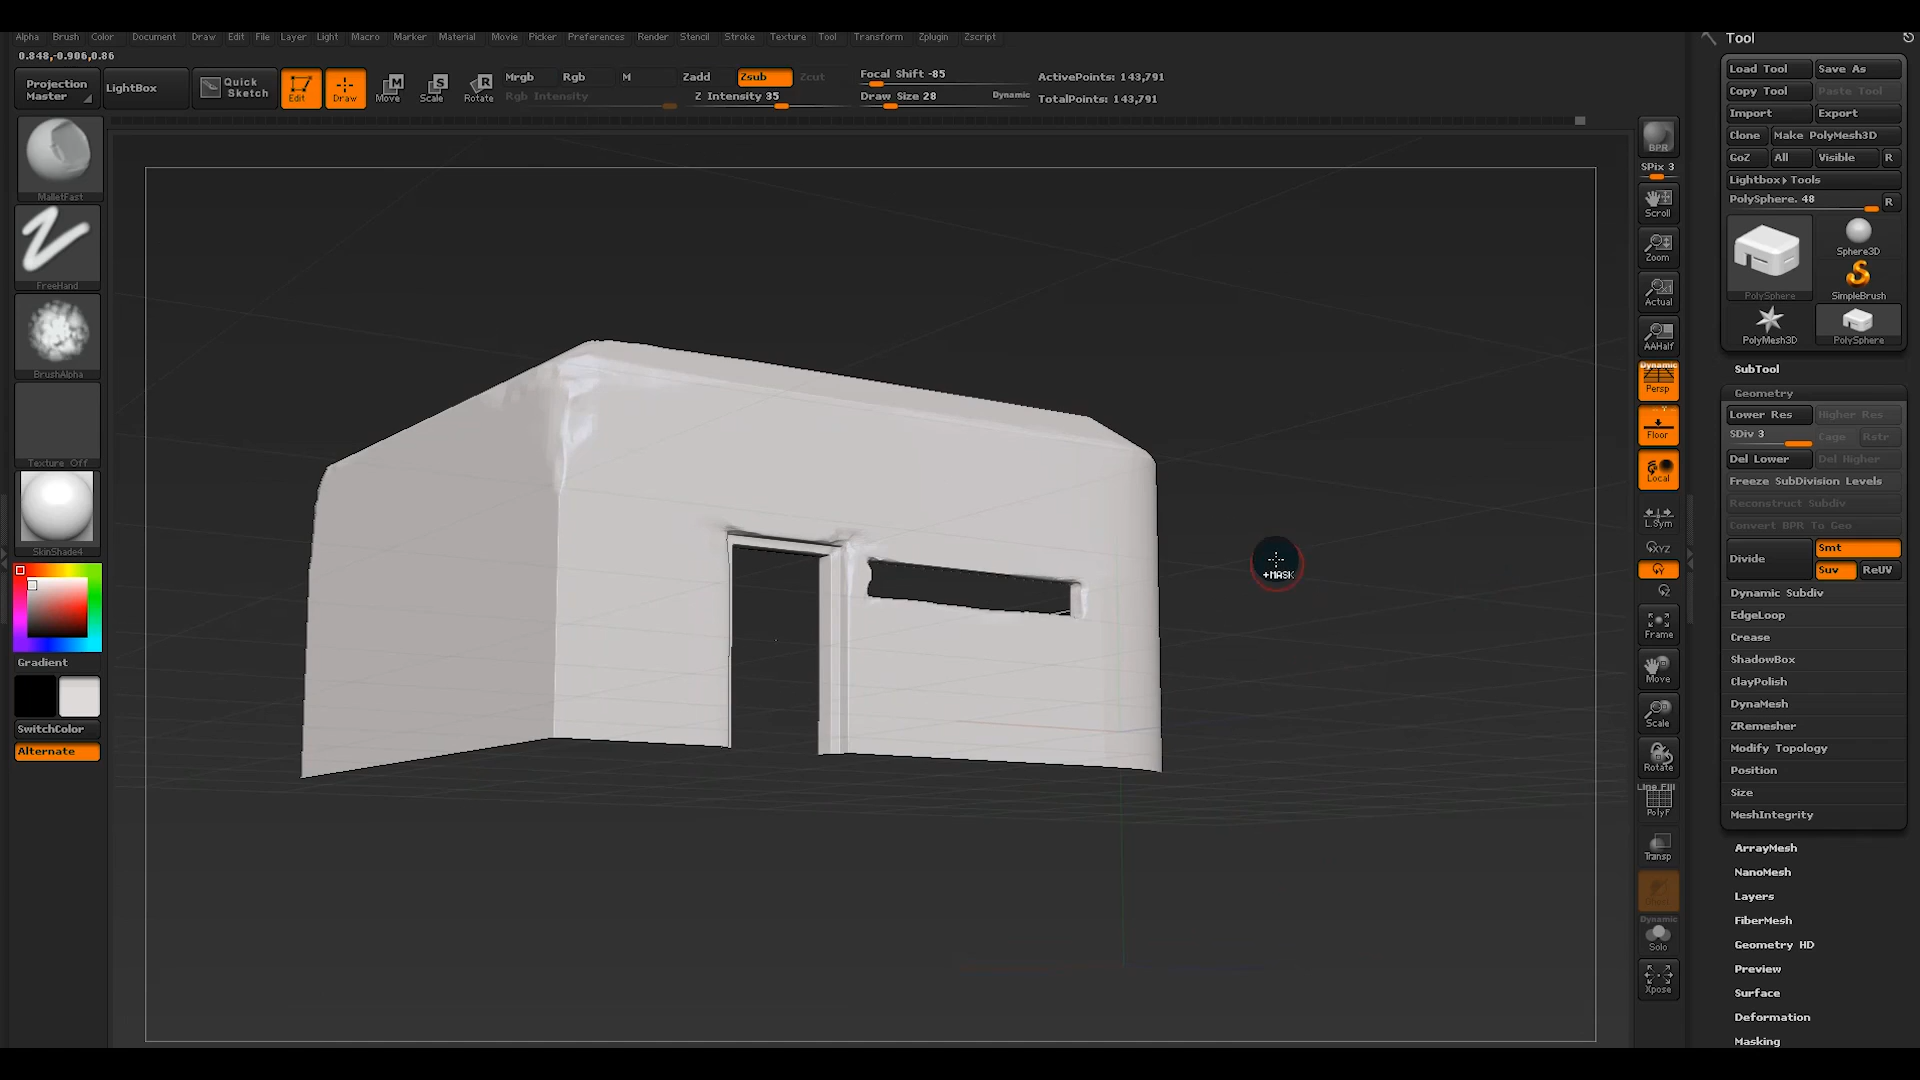 Alpha Brush Color Document Draw Edit File Layer Light Macro Marker Material Movie Picker Preferences Render Stencil Stroke Texture Tool Transform Zplugin Zscript
0.848,-0.906,0.86
Projection Master
LightBox
Quick Sketch
Edit
Draw
Move
Scale
Rotate
Mrgb Rgb M
Rgb Intensity
Zadd Zsub Zcut
Z Intensity 35
Focal Shift -85
Draw Size 28
Dynamic
ActivePoints: 143,791
TotalPoints: 143,791
MalletFast
FreeHand
BrushAlpha
Texture Off
SkinShade4
Gradient
SwitchColor
Alternate
+MASK
BPR
SPix 3
Scroll
Zoom
Actual
AAHalf
Dynamic
Persp
Floor
Local
L.Sym
XYZ
Y
Z
Frame
Move
Scale
Rotate
Line Fill
PolyF
Transp
Dynamic
Solo
Xpose
Tool
Load Tool Save As
Copy Tool Paste Tool
Import Export
Clone Make PolyMesh3D
GoZ All Visible R
Lightbox▸Tools
PolySphere. 48 R
PolySphere
Sphere3D
SimpleBrush
PolyMesh3D
PolySphere
SubTool
Geometry
Lower Res Higher Res
SDiv 3 Cage Rstr
Del Lower Del Higher
Freeze SubDivision Levels
Reconstruct Subdiv
Convert BPR To Geo
Divide Smt
Suv ReUV
Dynamic Subdiv
EdgeLoop
Crease
ShadowBox
ClayPolish
DynaMesh
ZRemesher
Modify Topology
Position
Size
MeshIntegrity
ArrayMesh
NanoMesh
Layers
FiberMesh
Geometry HD
Preview
Surface
Deformation
Masking